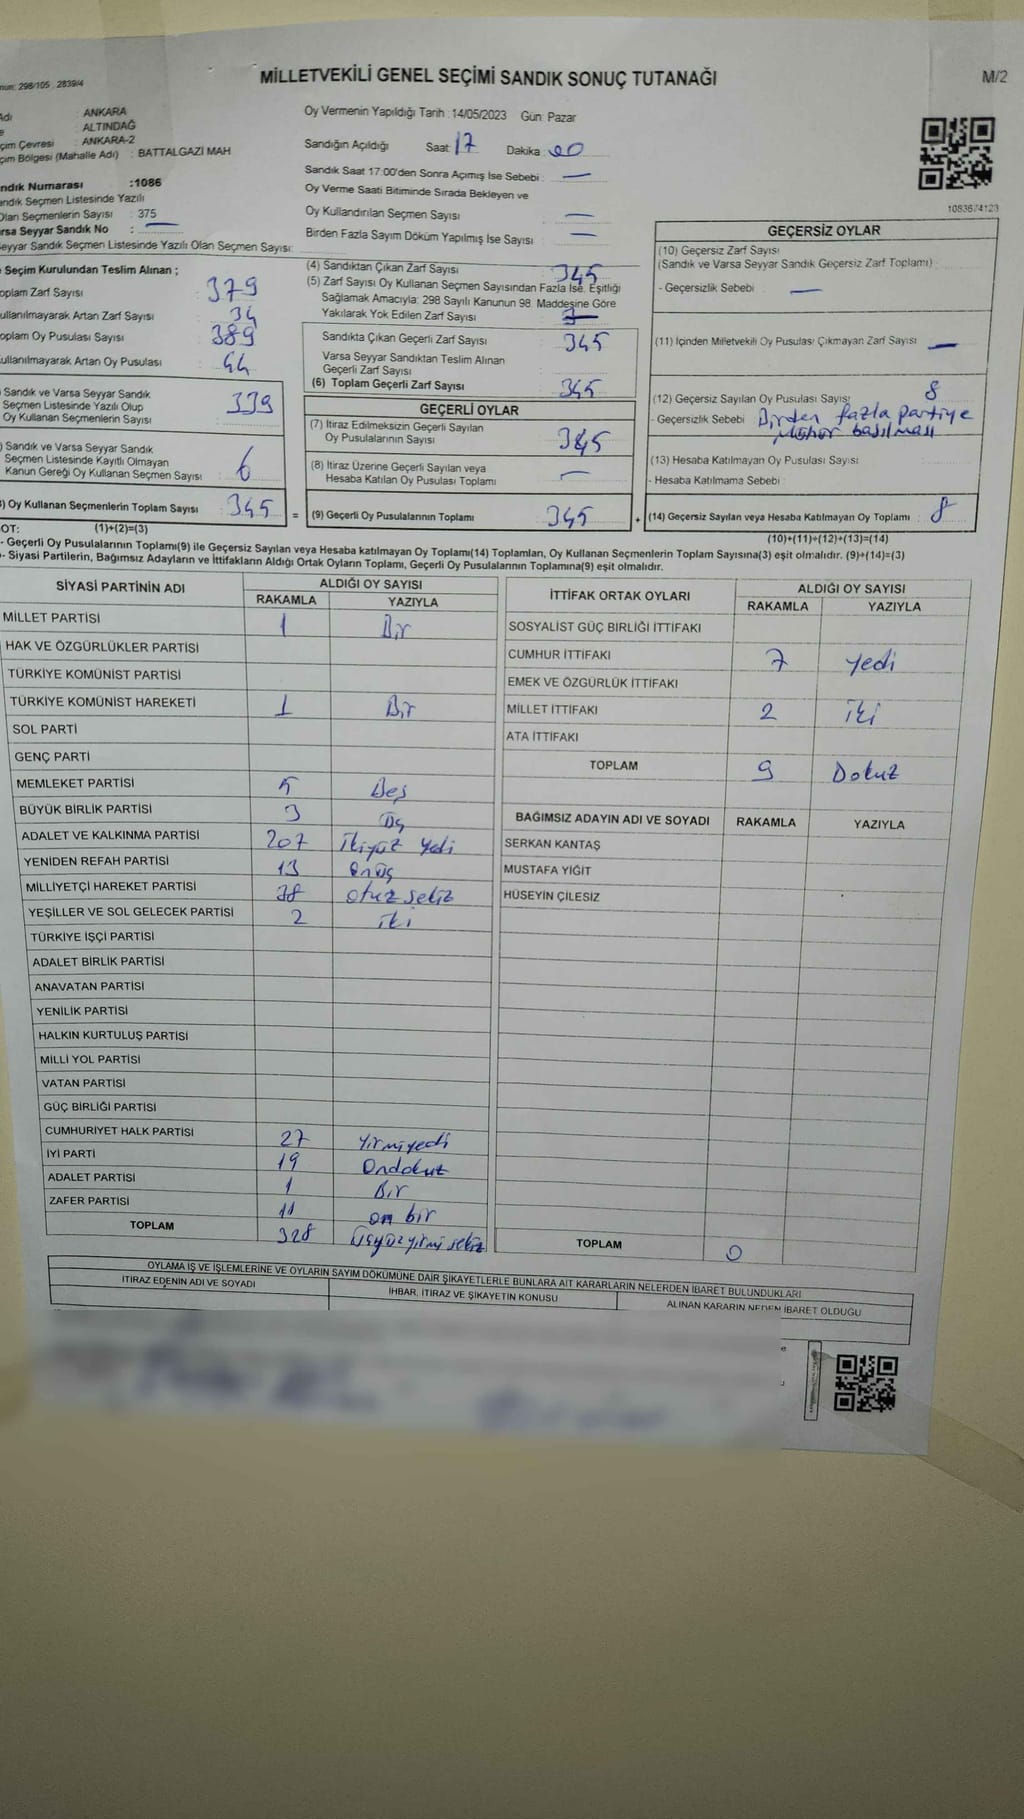 MİLLETVEKİLİ GENEL SEÇİMİ SANDIK SONUÇ TUTANAĞI
M/2
298/105 , 2839/4
ANKARA
ALTINDAĞ
Çevresi : ANKARA-2
Bölgesi (Mahalle Adı) : BATTALGAZİ MAH
Oy Vermenin Yapıldığı Tarih : 14/05/2023 Gün: Pazar
Sandığın Açıldığı Saat 17 Dakika : 00
Sandık Saat 17:00'den Sonra Açımış İse Sebebi : —
Oy Verme Saati Bitiminde Sırada Bekleyen ve
Oy Kullandırılan Seçmen Sayısı —
Birden Fazla Sayım Döküm Yapılmış İse Sayısı —
Numarası :1086
Sandık Seçmen Listesinde Yazılı
Olan Seçmenlerin Sayısı : 375
Seyyar Sandık No : —
Seyyar Sandık Seçmen Listesinde Yazılı Olan Seçmen Sayısı:
1083674123
Seçim Kurulundan Teslim Alınan ;
Zarf Sayısı 379
Artan Zarf Sayısı 34
Oy Pusulası Sayısı 389
Artan Oy Pusulası 44
Sandık ve Varsa Seyyar Sandık
Seçmen Listesinde Yazılı Olup
Oy Kullanan Seçmenlerin Sayısı : 339
Sandık ve Varsa Seyyar Sandık
Seçmen Listesinde Kayıtlı Olmayan
Kanun Gereği Oy Kullanan Seçmen Sayısı : 6
Oy Kullanan Seçmenlerin Toplam Sayısı 345
(1)+(2)=(3)
(4) Sandıktan Çıkan Zarf Sayısı 345
(5) Zarf Sayısı Oy Kullanan Seçmen Sayısından Fazla İse, Eşitliği
Sağlamak Amacıyla: 298 Sayılı Kanunun 98. Maddesine Göre
Yakılarak Yok Edilen Zarf Sayısı
Sandıkta Çıkan Geçerli Zarf Sayısı 345
Varsa Seyyar Sandıktan Teslim Alınan
Geçerli Zarf Sayısı
(6) Toplam Geçerli Zarf Sayısı 345
GEÇERLİ OYLAR
(7) İtiraz Edilmeksizin Geçerli Sayılan
Oy Pusulalarının Sayısı 345
(8) İtiraz Üzerine Geçerli Sayılan veya
Hesaba Katılan Oy Pusulaları Toplamı —
= (9) Geçerli Oy Pusulalarının Toplamı 345 +
GEÇERSİZ OYLAR
(10) Geçersiz Zarf Sayısı
(Sandık ve Varsa Seyyar Sandık Geçersiz Zarf Toplamı) :
- Geçersizlik Sebebi : —
(11) İçinden Milletvekili Oy Pusulası Çıkmayan Zarf Sayısı —
(12) Geçersiz Sayılan Oy Pusulası Sayısı 8
- Geçersizlik Sebebi Birden fazla partiye
Mühür basılması
(13) Hesaba Katılmayan Oy Pusulası Sayısı :
- Hesaba Katılmama Sebebi :
(14) Geçersiz Sayılan veya Hesaba Katılmayan Oy Toplamı : 8
(10)+(11)+(12)+(13)=(14)
- Geçerli Oy Pusulalarının Toplamı(9) ile Geçersiz Sayılan veya Hesaba katılmayan Oy Toplamı(14) Toplamları, Oy Kullanan Seçmenlerin Toplam Sayısına(3) eşit olmalıdır. (9)+(14)=(3)
- Siyasi Partilerin, Bağımsız Adayların ve İttifakların Aldığı Ortak Oyların Toplamı, Geçerli Oy Pusulalarının Toplamına(9) eşit olmalıdır.
SİYASİ PARTİNİN ADI ALDIĞI OY SAYISI
RAKAMLA YAZIYLA
MİLLET PARTİSİ 1 Bir
HAK VE ÖZGÜRLÜKLER PARTİSİ
TÜRKİYE KOMÜNİST PARTİSİ
TÜRKİYE KOMÜNİST HAREKETİ 1 Bir
SOL PARTİ
GENÇ PARTİ
MEMLEKET PARTİSİ 5 Beş
BÜYÜK BİRLİK PARTİSİ 3 Üç
ADALET VE KALKINMA PARTİSİ 207 İkiyüz yedi
YENİDEN REFAH PARTİSİ 13 onüç
MİLLİYETÇİ HAREKET PARTİSİ 38 otuz sekiz
YEŞİLLER VE SOL GELECEK PARTİSİ 2 iki
TÜRKİYE İŞÇİ PARTİSİ
ADALET BİRLİK PARTİSİ
ANAVATAN PARTİSİ
YENİLİK PARTİSİ
HALKIN KURTULUŞ PARTİSİ
MİLLİ YOL PARTİSİ
VATAN PARTİSİ
GÜÇ BİRLİĞİ PARTİSİ
CUMHURİYET HALK PARTİSİ 27 Yirmiyedi
İYİ PARTİ 19 Ondokuz
ADALET PARTİSİ 1 Bir
ZAFER PARTİSİ 11 on bir
TOPLAM 328 Üçyüzyirmi sekiz
İTTİFAK ORTAK OYLARI ALDIĞI OY SAYISI
RAKAMLA YAZIYLA
SOSYALİST GÜÇ BİRLİĞİ İTTİFAKI
CUMHUR İTTİFAKI 7 yedi
EMEK VE ÖZGÜRLÜK İTTİFAKI
MİLLET İTTİFAKI 2 iki
ATA İTTİFAKI
TOPLAM 9 Dokuz
BAĞIMSIZ ADAYIN ADI VE SOYADI RAKAMLA YAZIYLA
SERKAN KANTAŞ
MUSTAFA YİĞİT
HÜSEYİN ÇİLESİZ
TOPLAM 0
OYLAMA İŞ VE İŞLEMLERİNE VE OYLARIN SAYIM DÖKÜMÜNE DAİR ŞİKAYETLERLE BUNLARA AİT KARARLARIN NELERDEN İBARET BULUNDUKLARI
İTİRAZ EDENİN ADI VE SOYADI İHBAR, İTİRAZ VE ŞİKAYETİN KONUSU ALINAN KARARIN NEDEN İBARET OLDUĞU